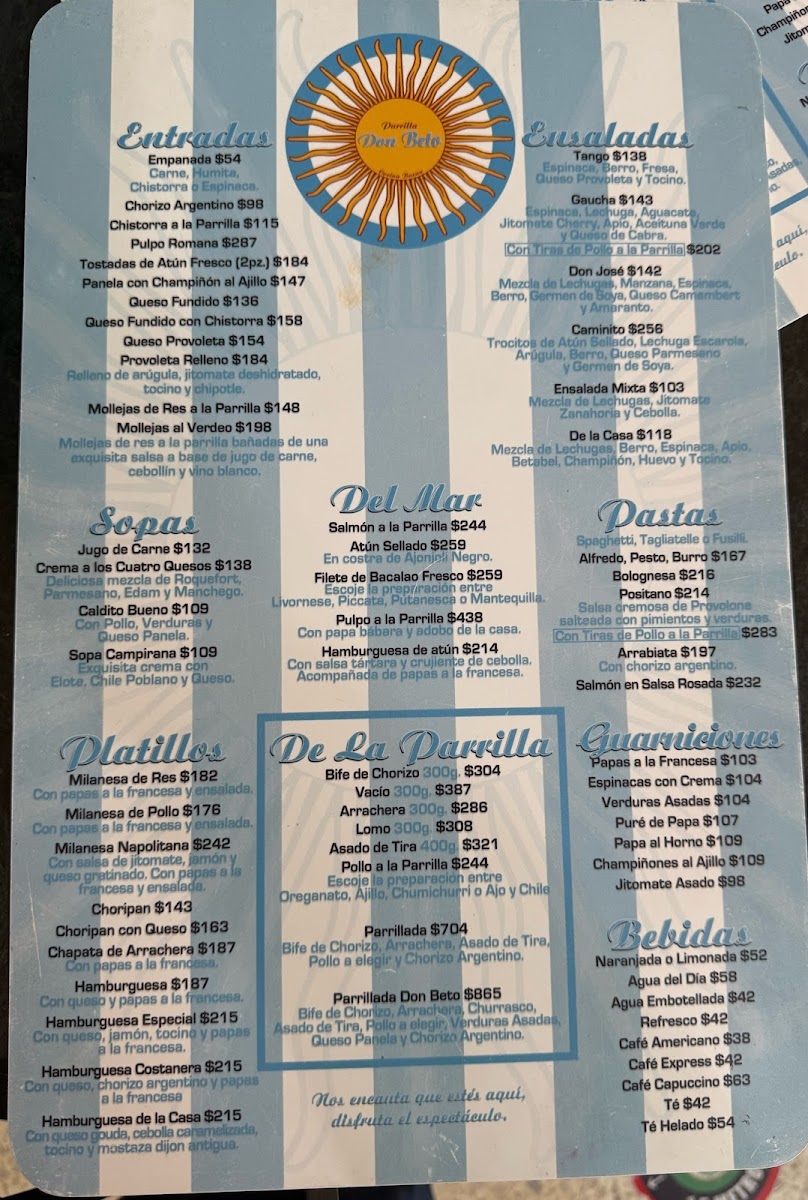 Parrilla
Don Beto
Entradas
Empanada $54
Carne, Humita,
Chistorra o Espinaca.
Chorizo Argentino $98
Chistorra a la Parrilla $115
Pulpo Romana $287
Tostadas de Atún Fresco (2pz.) $184
Panela con Champiñón al Ajillo $147
Queso Fundido $136
Queso Fundido con Chistorra $158
Queso Provoleta $154
Provoleta Relleno $184
Relleno de arúgula, jitomate deshidratado,
tocino y chipotle.
Mollejas de Res a la Parrilla $148
Mollejas al Verdeo $198
Mollejas de res a la parrilla bañadas de una
exquisita salsa a base de jugo de carne,
cebollín y vino blanco.
Ensaladas
Tango $138
Espinaca, Berro, Fresa,
Queso Provoleta y Tocino.
Gaucha $143
Espinaca, Lechuga, Aguacate,
Jitomate Cherry, Apio, Aceituna Verde
y Queso de Cabra.
Con Tiras de Pollo a la Parrilla $202
Don José $142
Mezcla de Lechugas, Manzana, Espinaca,
Berro, Germen de Soya, Queso Camambert
y Amaranto.
Caminito $256
Trocitos de Atún Sellado, Lechuga Escarola,
Arúgula, Berro, Queso Parmesano
y Germen de Soya.
Ensalada Mixta $103
Mezcla de Lechugas, Jitomate
Zanahoria y Cebolla.
De la Casa $118
Mezcla de Lechugas, Berro, Espinaca, Apio,
Betabel, Champiñón, Huevo y Tocino.
Sopas
Jugo de Carne $132
Crema a los Cuatro Quesos $138
Deliciosa mezcla de Roquefort,
Parmesano, Edam y Manchego.
Caldito Bueno $109
Con Pollo, Verduras y
Queso Panela.
Sopa Campirana $109
Exquisita crema con
Elote, Chile Poblano y Queso.
Del Mar
Salmón a la Parrilla $244
Atún Sellado $259
En costra de Ajonjolí Negro.
Filete de Bacalao Fresco $259
Escoje la preparación entre
Livornese, Piccata, Putanesca o Mantequilla.
Pulpo a la Parrilla $438
Con papa bábara y adobo de la casa.
Hamburguesa de atún $214
Con salsa tártara y crujiente de cebolla.
Acompañada de papas a la francesa.
Pastas
Spaghetti, Tagliatelle o Fusilli.
Alfredo, Pesto, Burro $167
Bolognesa $216
Positano $214
Salsa cremosa de Provolone
salteada con pimientos y verduras.
Con Tiras de Pollo a la Parrilla $283
Arrabiata $197
Con chorizo argentino.
Salmón en Salsa Rosada $232
Platillos
Milanesa de Res $182
Con papas a la francesa y ensalada.
Milanesa de Pollo $176
Con papas a la francesa y ensalada.
Milanesa Napolitana $242
Con salsa de jitomate, jamón y
queso gratinado. Con papas a la
francesa y ensalada.
Choripan $143
Choripan con Queso $163
Chapata de Arrachera $187
Con papas a la francesa.
Hamburguesa $187
Con queso y papas a la francesa.
Hamburguesa Especial $215
Con queso, jamón, tocino y papas
a la francesa.
Hamburguesa Costanera $215
Con queso, chorizo argentino y papas
a la francesa
Hamburguesa de la Casa $215
Con queso gouda, cebolla caramelizada,
tocino y mostaza dijon antigua.
De La Parrilla
Bife de Chorizo 300g. $304
Vacío 300g. $387
Arrachera 300g. $286
Lomo 300g. $308
Asado de Tira 400g. $321
Pollo a la Parrilla $244
Escoje la preparación entre
Oreganato, Ajillo, Chumichurri o Ajo y Chile
Parrillada $704
Bife de Chorizo, Arrachera, Asado de Tira,
Pollo a elegir y Chorizo Argentino.
Parrillada Don Beto $865
Bife de Chorizo, Arrachera, Churrasco,
Asado de Tira, Pollo a elegir, Verduras Asadas,
Queso Panela y Chorizo Argentino.
Nos encanta que estés aquí,
disfruta el espectáculo.
Guarniciones
Papas a la Francesa $103
Espinacas con Crema $104
Verduras Asadas $104
Puré de Papa $107
Papa al Horno $109
Champiñones al Ajillo $109
Jitomate Asado $98
Bebidas
Naranjada o Limonada $52
Agua del Día $58
Agua Embotellada $42
Refresco $42
Café Americano $38
Café Express $42
Café Capuccino $63
Té $42
Té Helado $54